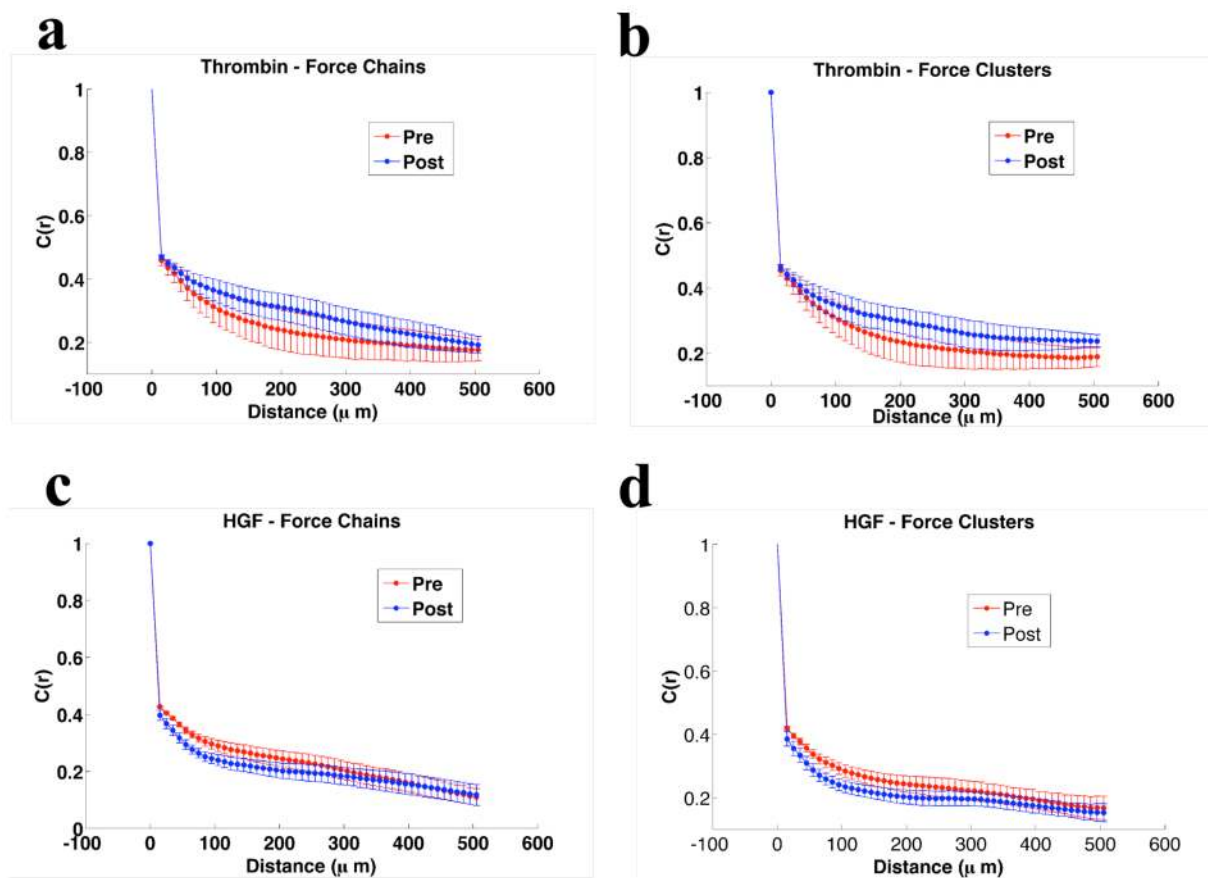 a
Thrombin - Force Chains
1
0.8
0.6
0.4
0.2
C(r)
Pre
Post
-100 0 100 200 300 400 500 600
Distance (μ m)
b
Thrombin - Force Clusters
1
0.8
0.6
0.4
0.2
C(r)
Pre
Post
-100 0 100 200 300 400 500 600
Distance (μ m)
c
HGF - Force Chains
1
0.8
0.6
0.4
0.2
0
C(r)
Pre
Post
-100 0 100 200 300 400 500 600
Distance (μ m)
d
HGF - Force Clusters
1
0.8
0.6
0.4
0.2
C(r)
Pre
Post
-100 0 100 200 300 400 500 600
Distance (μ m)